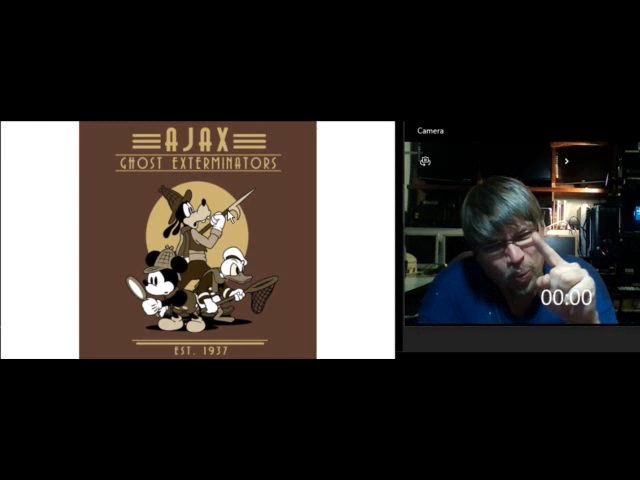 AJAX
GHOST EXTERMINATORS
EST. 1937
Camera
00:00